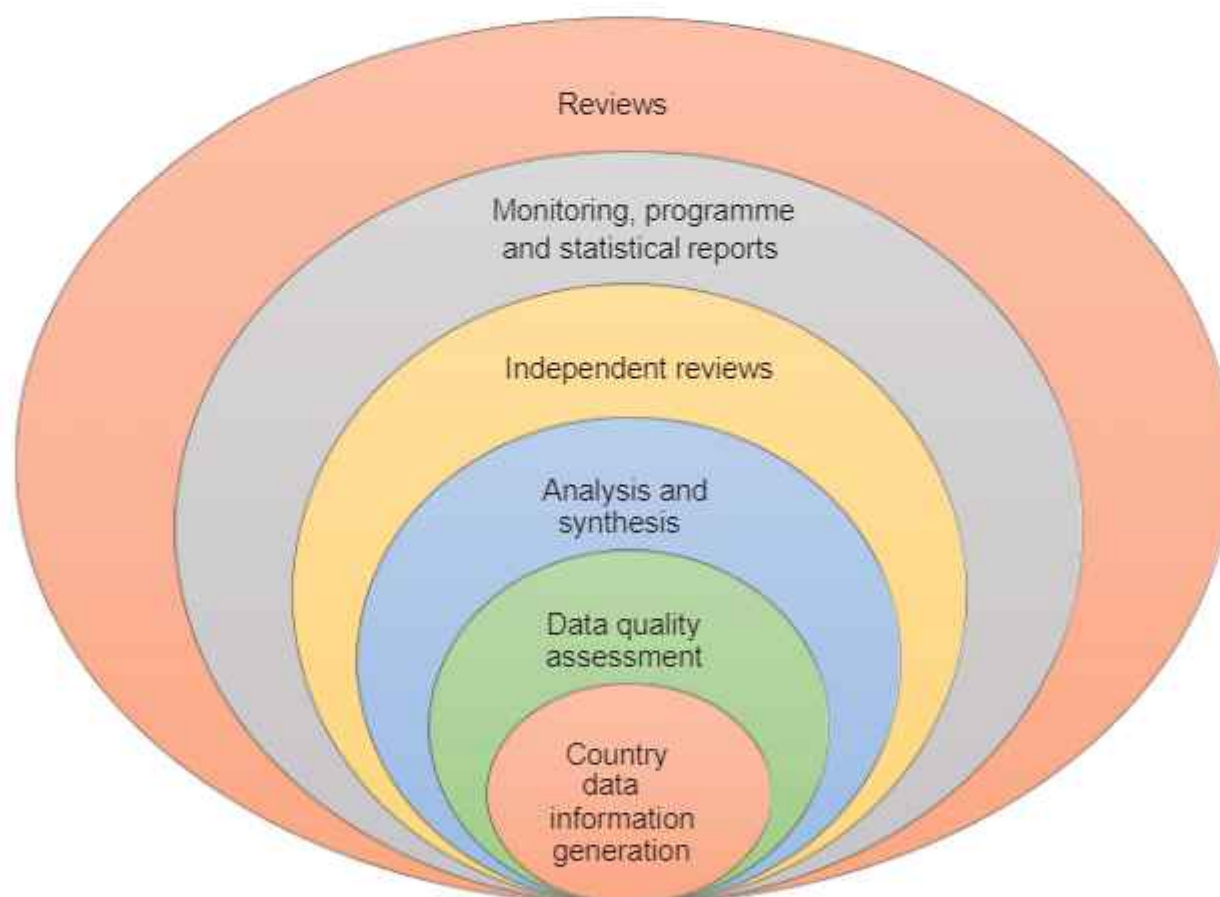 Reviews
Monitoring, programme
and statistical reports
Independent reviews
Analysis and
synthesis
Data quality
assessment
Country
data
information
generation